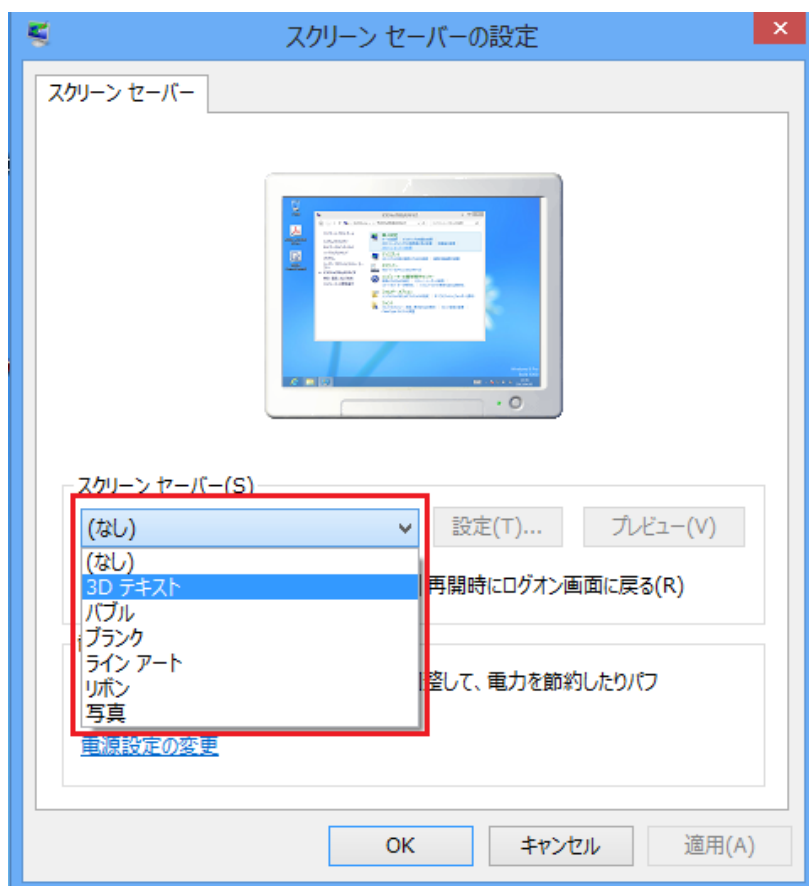 スクリーン セーバーの設定
スクリーン セーバー
スクリーン セーバー(S)
(なし)
設定(T)...
プレビュー(V)
(なし)
3D テキスト
再開時にログオン画面に戻る(R)
バブル
ブランク
ライン アート
整して、電力を節約したりパフ
リボン
写真
電源設定の変更
OK
キャンセル
適用(A)